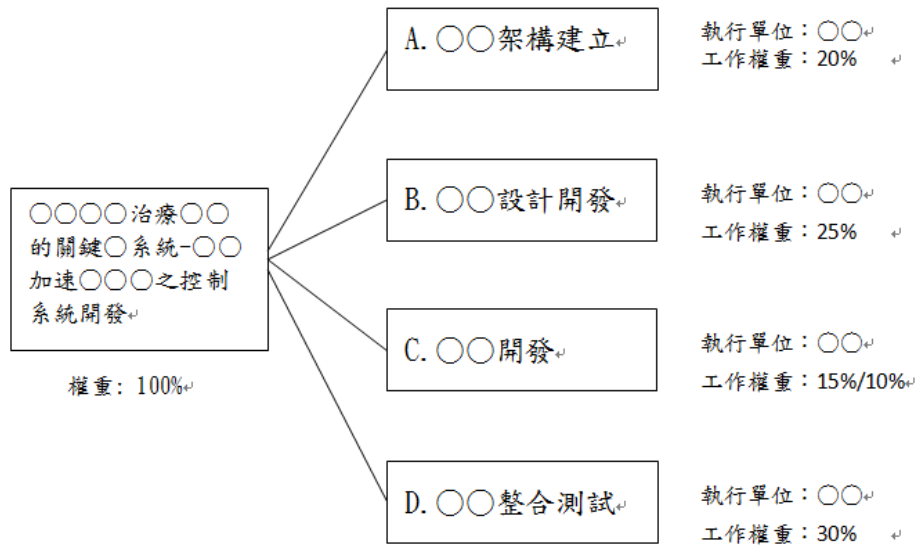 A.○○架構建立
執行單位：○○
工作權重：20%
B.○○設計開發
執行單位：○○
工作權重：25%
○○○○治療○○
的關鍵○系統-○○
加速○○○之控制
系統開發
權重: 100%
C.○○開發
執行單位：○○
工作權重：15%/10%
D.○○整合測試
執行單位：○○
工作權重：30%